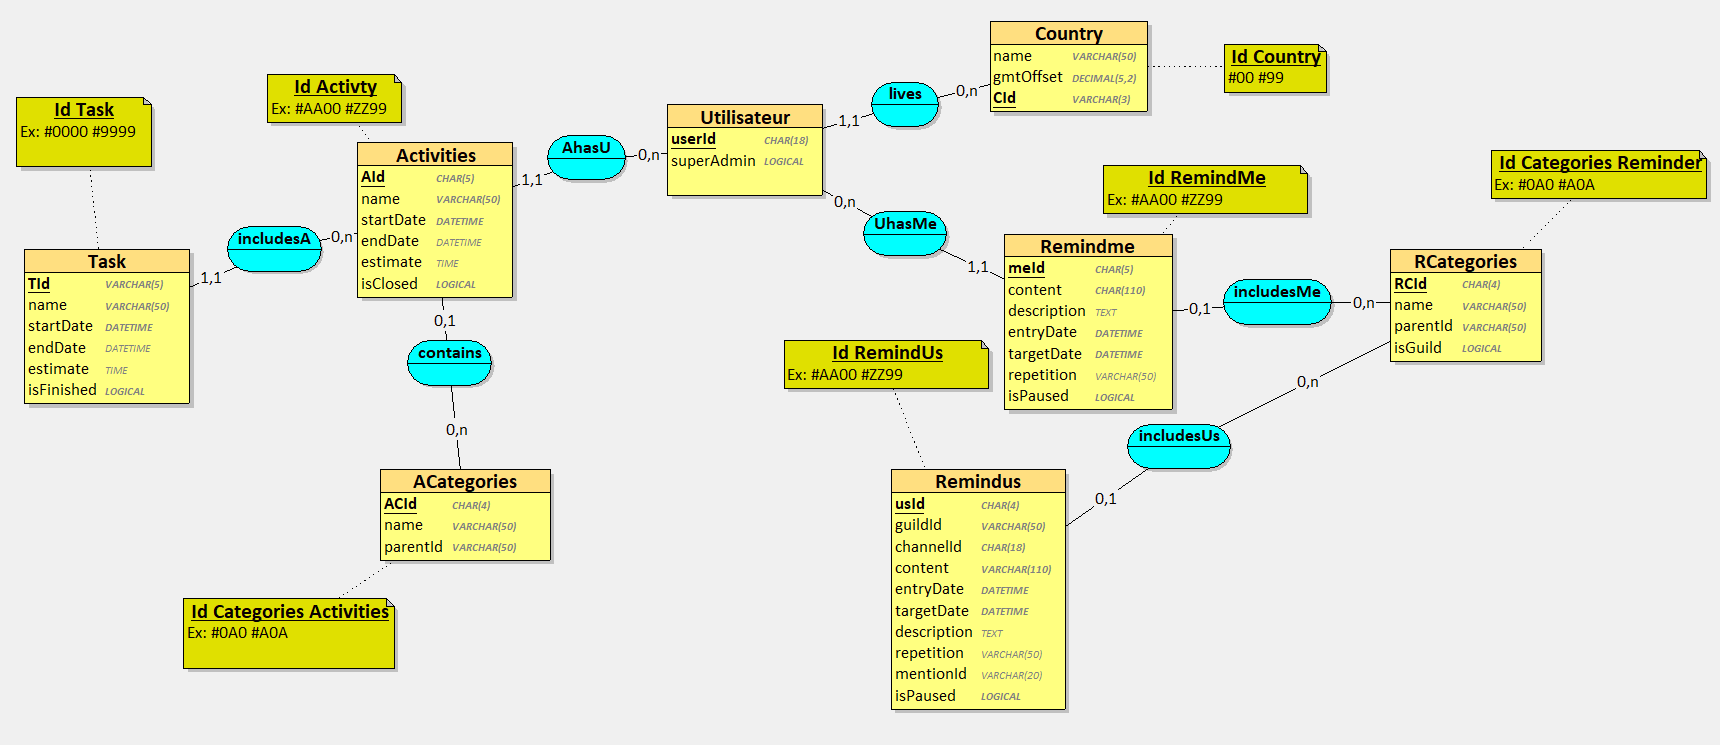 Id Task
Ex: #0000 #9999
Id Activty
Ex: #AA00 #ZZ99
Country
name VARCHAR(50)
gmtOffset DECIMAL(5,2)
CId VARCHAR(3)
Id Country
#00 #99
lives
1,1
0,n
Utilisateur
userId CHAR(18)
superAdmin LOGICAL
AhasU
1,1
0,n
Activities
AId CHAR(5)
name VARCHAR(50)
startDate DATETIME
endDate DATETIME
estimate TIME
isClosed LOGICAL
includesA
1,1
0,n
Task
TId VARCHAR(5)
name VARCHAR(50)
startDate DATETIME
endDate DATETIME
estimate TIME
isFinished LOGICAL
0,1
contains
0,n
ACategories
ACId CHAR(4)
name VARCHAR(50)
parentId VARCHAR(50)
Id Categories Activities
Ex: #0A0 #A0A
0,n
UhasMe
1,1
Id RemindMe
Ex: #AA00 #ZZ99
Remindme
meId CHAR(5)
content CHAR(110)
description TEXT
entryDate DATETIME
targetDate DATETIME
repetition VARCHAR(50)
isPaused LOGICAL
0,1
includesMe
0,n
Id Categories Reminder
Ex: #0A0 #A0A
RCategories
RCId CHAR(4)
name VARCHAR(50)
parentId VARCHAR(50)
isGuild LOGICAL
0,n
includesUs
0,1
Id RemindUs
Ex: #AA00 #ZZ99
Remindus
usId CHAR(4)
guildId VARCHAR(50)
channelId CHAR(18)
content VARCHAR(110)
entryDate DATETIME
targetDate DATETIME
description TEXT
repetition VARCHAR(50)
mentionId VARCHAR(20)
isPaused LOGICAL